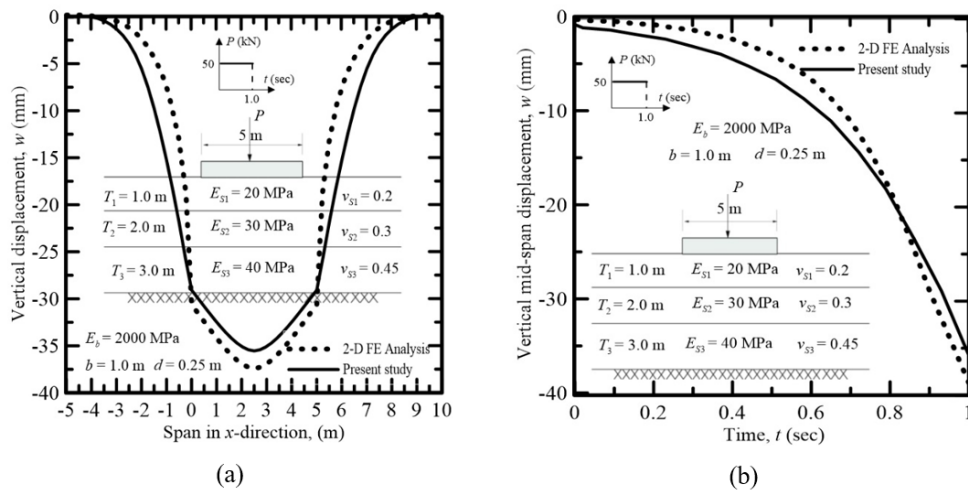 0
-5
-10
-15
-20
-25
-30
-35
-40
Vertical displacement, w (mm)
P (kN)
50
t (sec)
1.0
P
5 m
T1 = 1.0 m ES1 = 20 MPa vS1 = 0.2
T2 = 2.0 m ES2 = 30 MPa vS2 = 0.3
T3 = 3.0 m ES3 = 40 MPa vS3 = 0.45
Eb = 2000 MPa
b = 1.0 m d = 0.25 m
2-D FE Analysis
Present study
-5 -4 -3 -2 -1 0 1 2 3 4 5 6 7 8 9 10
Span in x-direction, (m)
(a)
0
-5
-10
-15
-20
-25
-30
-35
-40
Vertical mid-span displacement, w (mm)
2-D FE Analysis
Present study
P (kN)
50
t (sec)
1.0
Eb = 2000 MPa
b = 1.0 m d = 0.25 m
P
5 m
T1 = 1.0 m ES1 = 20 MPa vS1 = 0.2
T2 = 2.0 m ES2 = 30 MPa vS2 = 0.3
T3 = 3.0 m ES3 = 40 MPa vS3 = 0.45
0 0.2 0.4 0.6 0.8 1
Time, t (sec)
(b)